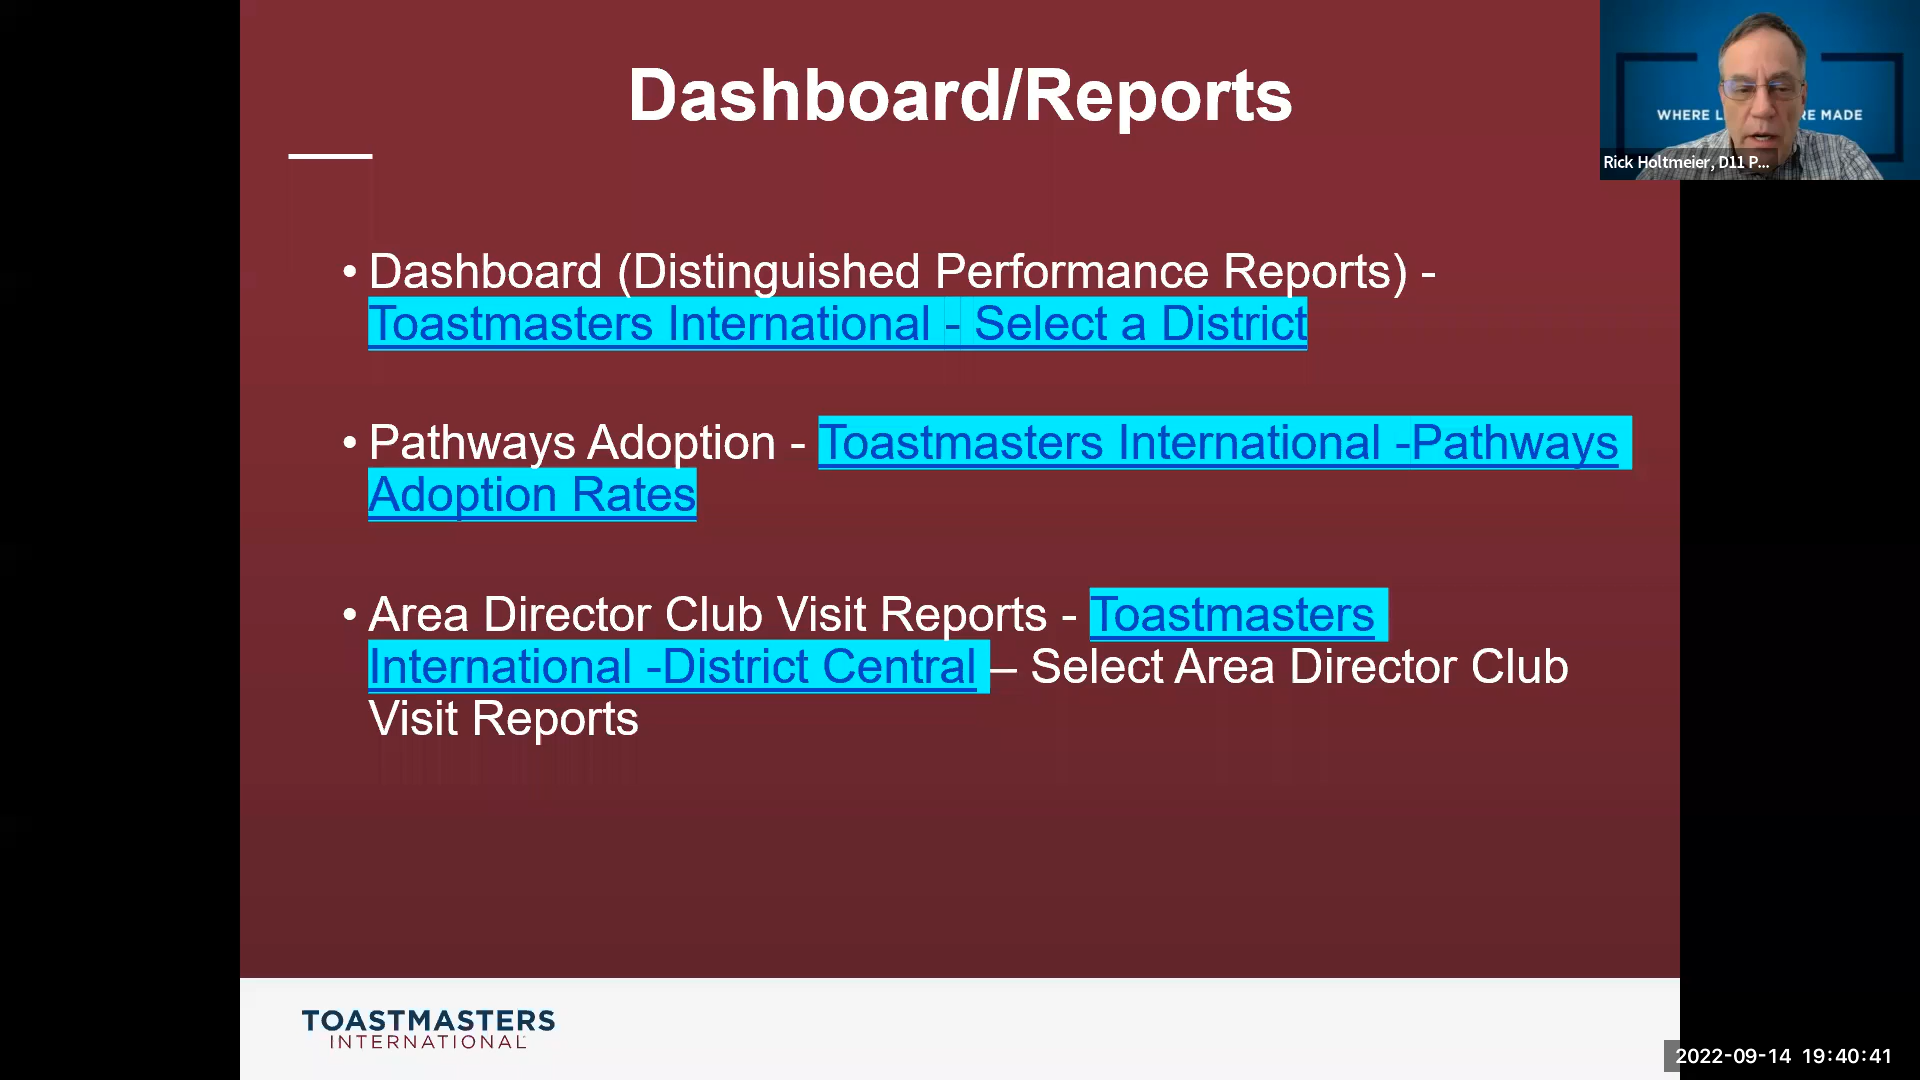 Dashboard/Reports
WHERE L RE MADE
Rick Holtmeier, D11 P...
• Dashboard (Distinguished Performance Reports) -
Toastmasters International - Select a District
• Pathways Adoption - Toastmasters International -Pathways
Adoption Rates
• Area Director Club Visit Reports - Toastmasters
International -District Central – Select Area Director Club
Visit Reports
TOASTMASTERS
INTERNATIONAL
2022-09-14 19:40:41